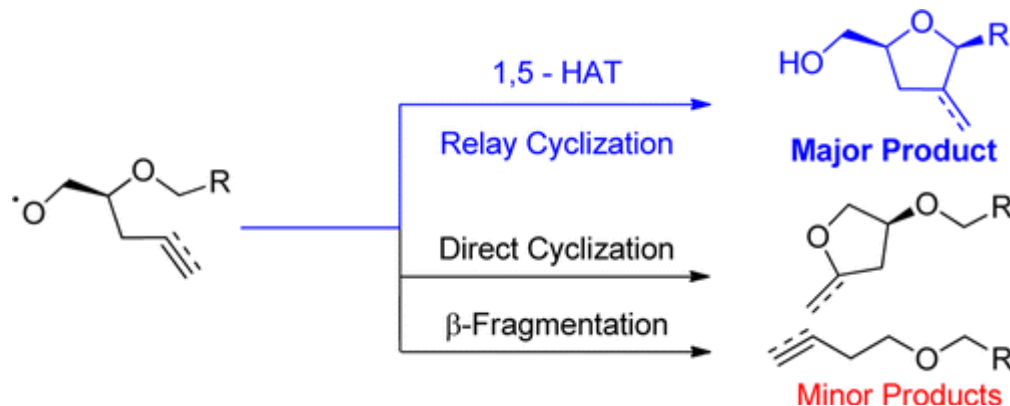 O
R
HO
1,5 - HAT
Relay Cyclization
Major Product
•O
O
R
O
R
O
Direct Cyclization
β-Fragmentation
O
R
Minor Products